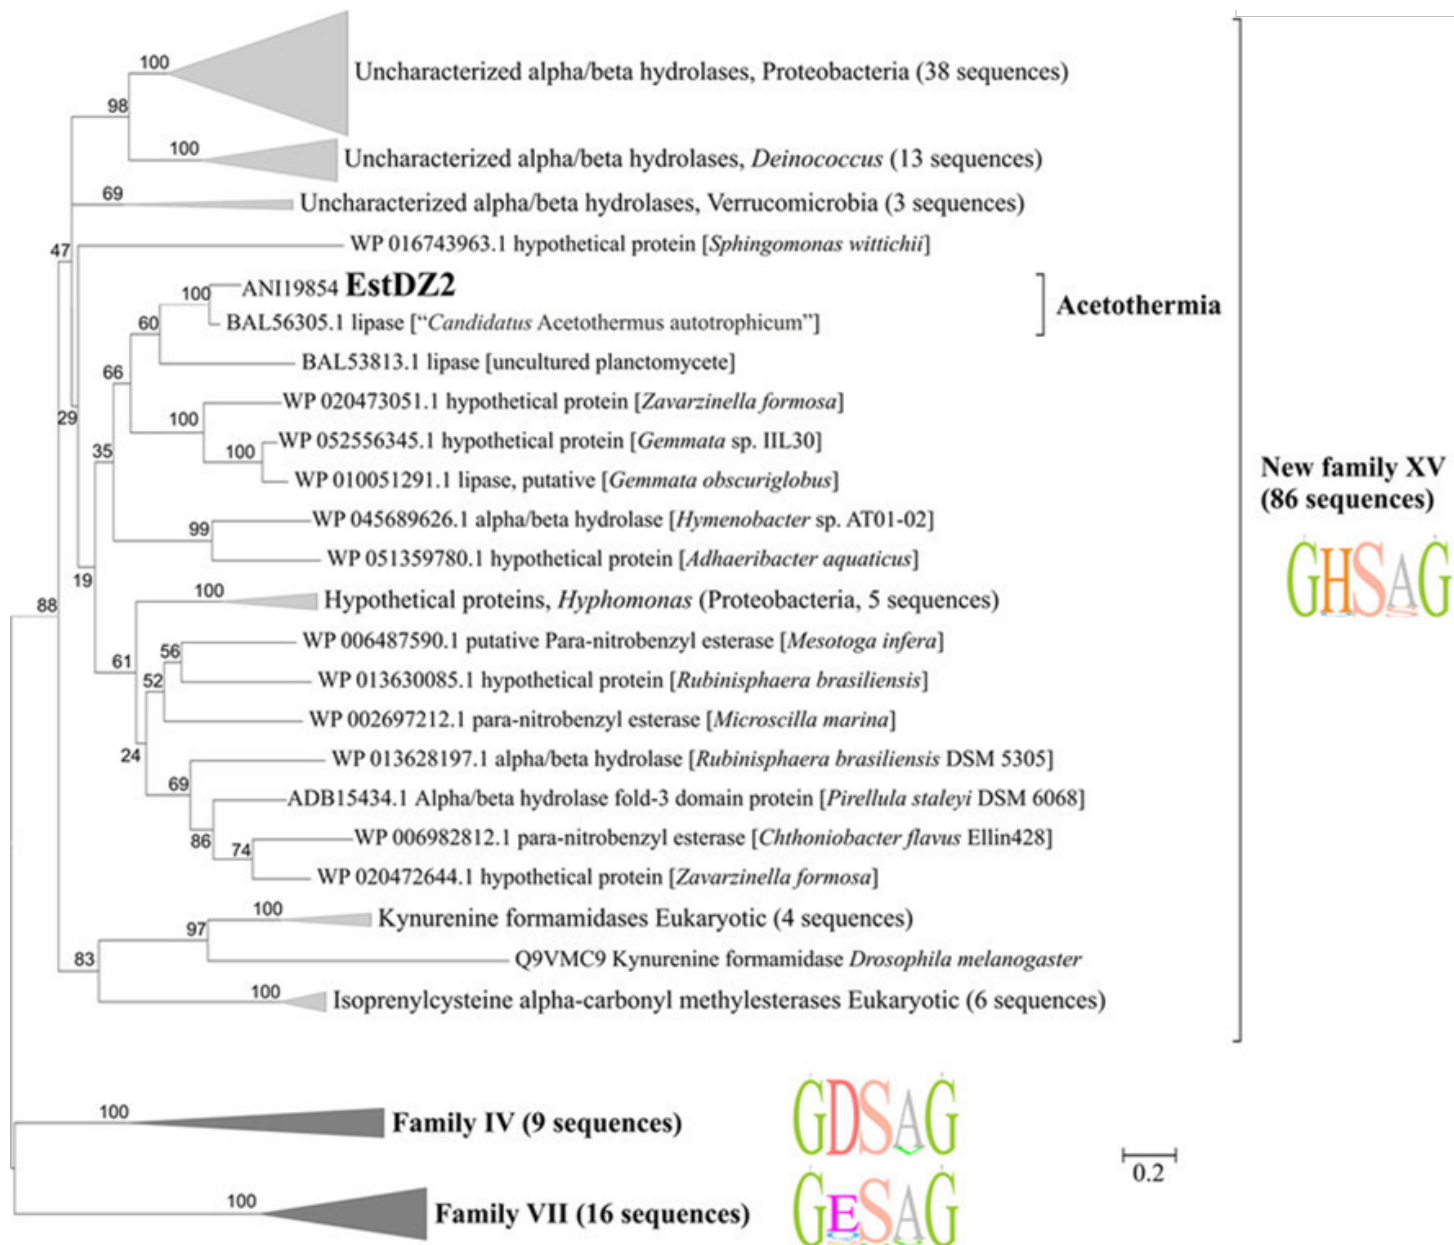 100
Uncharacterized alpha/beta hydrolases, Proteobacteria (38 sequences)
98
100
Uncharacterized alpha/beta hydrolases, Deinococcus (13 sequences)
69
Uncharacterized alpha/beta hydrolases, Verrucomicrobia (3 sequences)
47
WP 016743963.1 hypothetical protein [Sphingomonas wittichii]
100
ANI19854 EstDZ2
Acetothermia
60
BAL56305.1 lipase [“Candidatus Acetothermus autotrophicum”]
BAL53813.1 lipase [uncultured planctomycete]
66
WP 020473051.1 hypothetical protein [Zavarzinella formosa]
29
100
WP 052556345.1 hypothetical protein [Gemmata sp. IIL30]
35
100
WP 010051291.1 lipase, putative [Gemmata obscuriglobus]
New family XV
(86 sequences)
GHSAG
WP 045689626.1 alpha/beta hydrolase [Hymenobacter sp. AT01-02]
99
WP 051359780.1 hypothetical protein [Adhaeribacter aquaticus]
19
88
100
Hypothetical proteins, Hyphomonas (Proteobacteria, 5 sequences)
WP 006487590.1 putative Para-nitrobenzyl esterase [Mesotoga infera]
61
56
52
WP 013630085.1 hypothetical protein [Rubinisphaera brasiliensis]
WP 002697212.1 para-nitrobenzyl esterase [Microscilla marina]
24
WP 013628197.1 alpha/beta hydrolase [Rubinisphaera brasiliensis DSM 5305]
69
ADB15434.1 Alpha/beta hydrolase fold-3 domain protein [Pirellula staleyi DSM 6068]
86
WP 006982812.1 para-nitrobenzyl esterase [Chthoniobacter flavus Ellin428]
74
WP 020472644.1 hypothetical protein [Zavarzinella formosa]
100
Kynurenine formamidases Eukaryotic (4 sequences)
97
83
Q9VMC9 Kynurenine formamidase Drosophila melanogaster
100
Isoprenylcysteine alpha-carbonyl methylesterases Eukaryotic (6 sequences)
100
Family IV (9 sequences)
GDSAG
0.2
100
Family VII (16 sequences)
GESAG